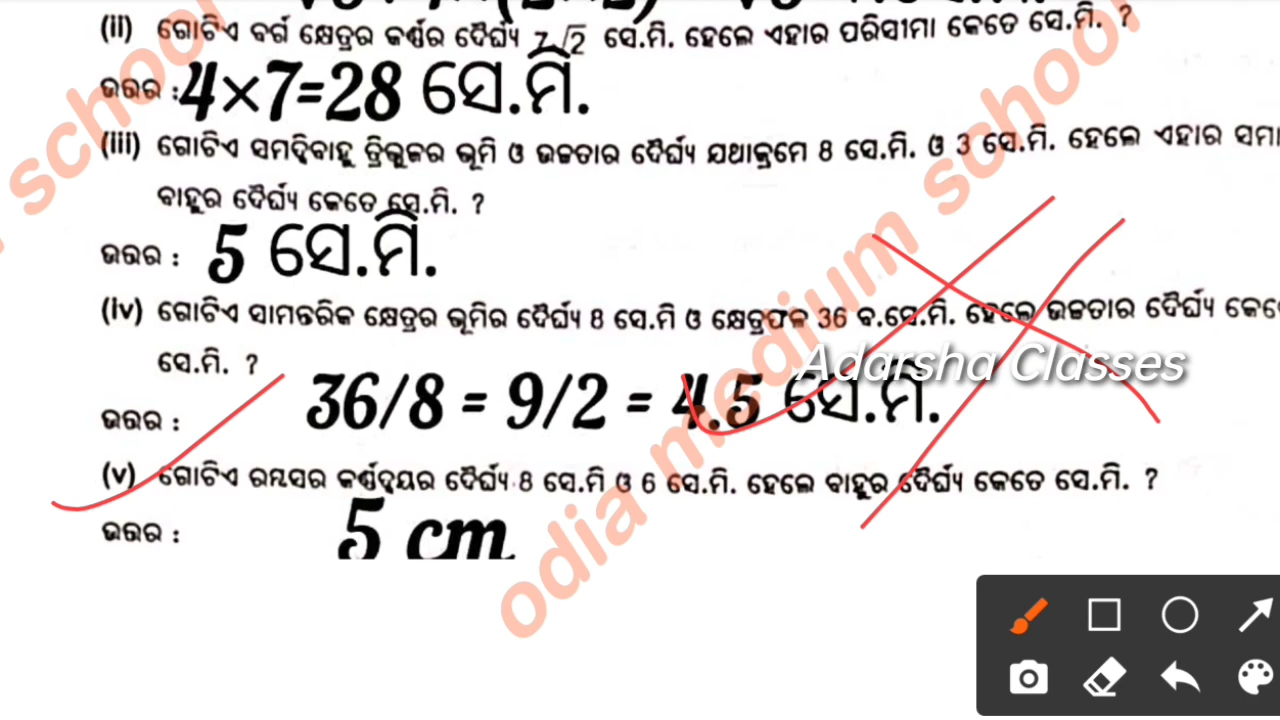 (ii) ଗୋଟିଏ ବର୍ଗ କ୍ଷେତ୍ରର କର୍ଣ୍ଣର ଦୈର୍ଘ୍ୟ 7√2 ସେ.ମି. ହେଲେ ଏହାର ପରିସୀମା କେତେ ସେ.ମି. ?
ଉତ୍ତର : 4×7=28 ସେ.ମି.
(iii) ଗୋଟିଏ ସମଦ୍ବିବାହୁ ତ୍ରିଭୁଜର ଭୂମି ଓ ଉଚ୍ଚତାର ଦୈର୍ଘ୍ୟ ଯଥାକ୍ରମେ 8 ସେ.ମି. ଓ 3 ସେ.ମି. ହେଲେ ଏହାର ସମା
ବାହୁର ଦୈର୍ଘ୍ୟ କେତେ ସେ.ମି. ?
ଉତ୍ତର : 5 ସେ.ମି.
(iv) ଗୋଟିଏ ସାମନ୍ତରିକ କ୍ଷେତ୍ରର ଭୂମିର ଦୈର୍ଘ୍ୟ 8 ସେ.ମି ଓ କ୍ଷେତ୍ରଫଳ 36 ବ.ସେ.ମି. ହେଲେ ଉଚ୍ଚତାର ଦୈର୍ଘ୍ୟ କେତେ
ସେ.ମି. ?
Adarsha Classes
ଉତ୍ତର : 36/8 = 9/2 = 4.5 ସେ.ମି.
(v) ଗୋଟିଏ ରମ୍ବସର କର୍ଣ୍ଣଦ୍ୱୟର ଦୈର୍ଘ୍ୟ 8 ସେ.ମି ଓ 6 ସେ.ମି. ହେଲେ ବାହୁର ଦୈର୍ଘ୍ୟ କେତେ ସେ.ମି. ?
ଉତ୍ତର : 5 cm
odia medium school
school